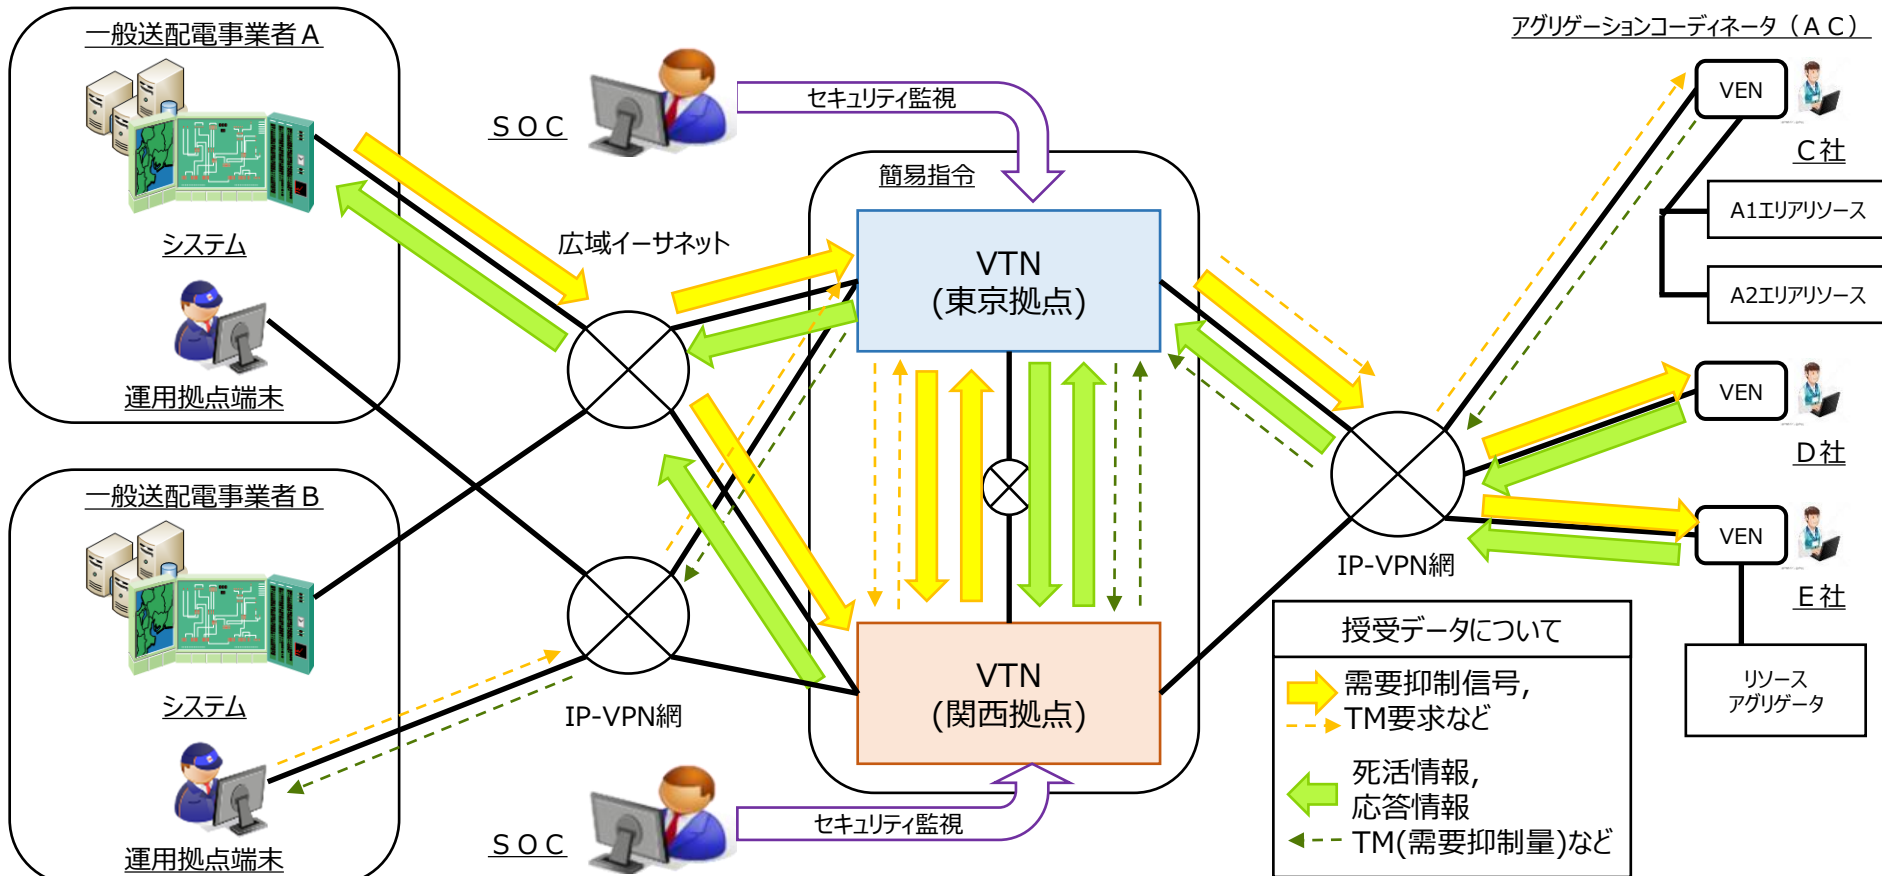 一般送配電事業者A
システム
運用拠点端末
一般送配電事業者B
システム
運用拠点端末
SOC
セキュリティ監視
広域イーサネット
IP-VPN網
簡易指令
VTN
(東京拠点)
VTN
(関西拠点)
SOC
セキュリティ監視
アグリゲーションコーディネータ（AC）
VEN
C社
A1エリアリソース
A2エリアリソース
VEN
D社
VEN
E社
IP-VPN網
リソース
アグリゲータ
授受データについて
需要抑制信号,
TM要求など
死活情報,
応答情報
TM(需要抑制量)など